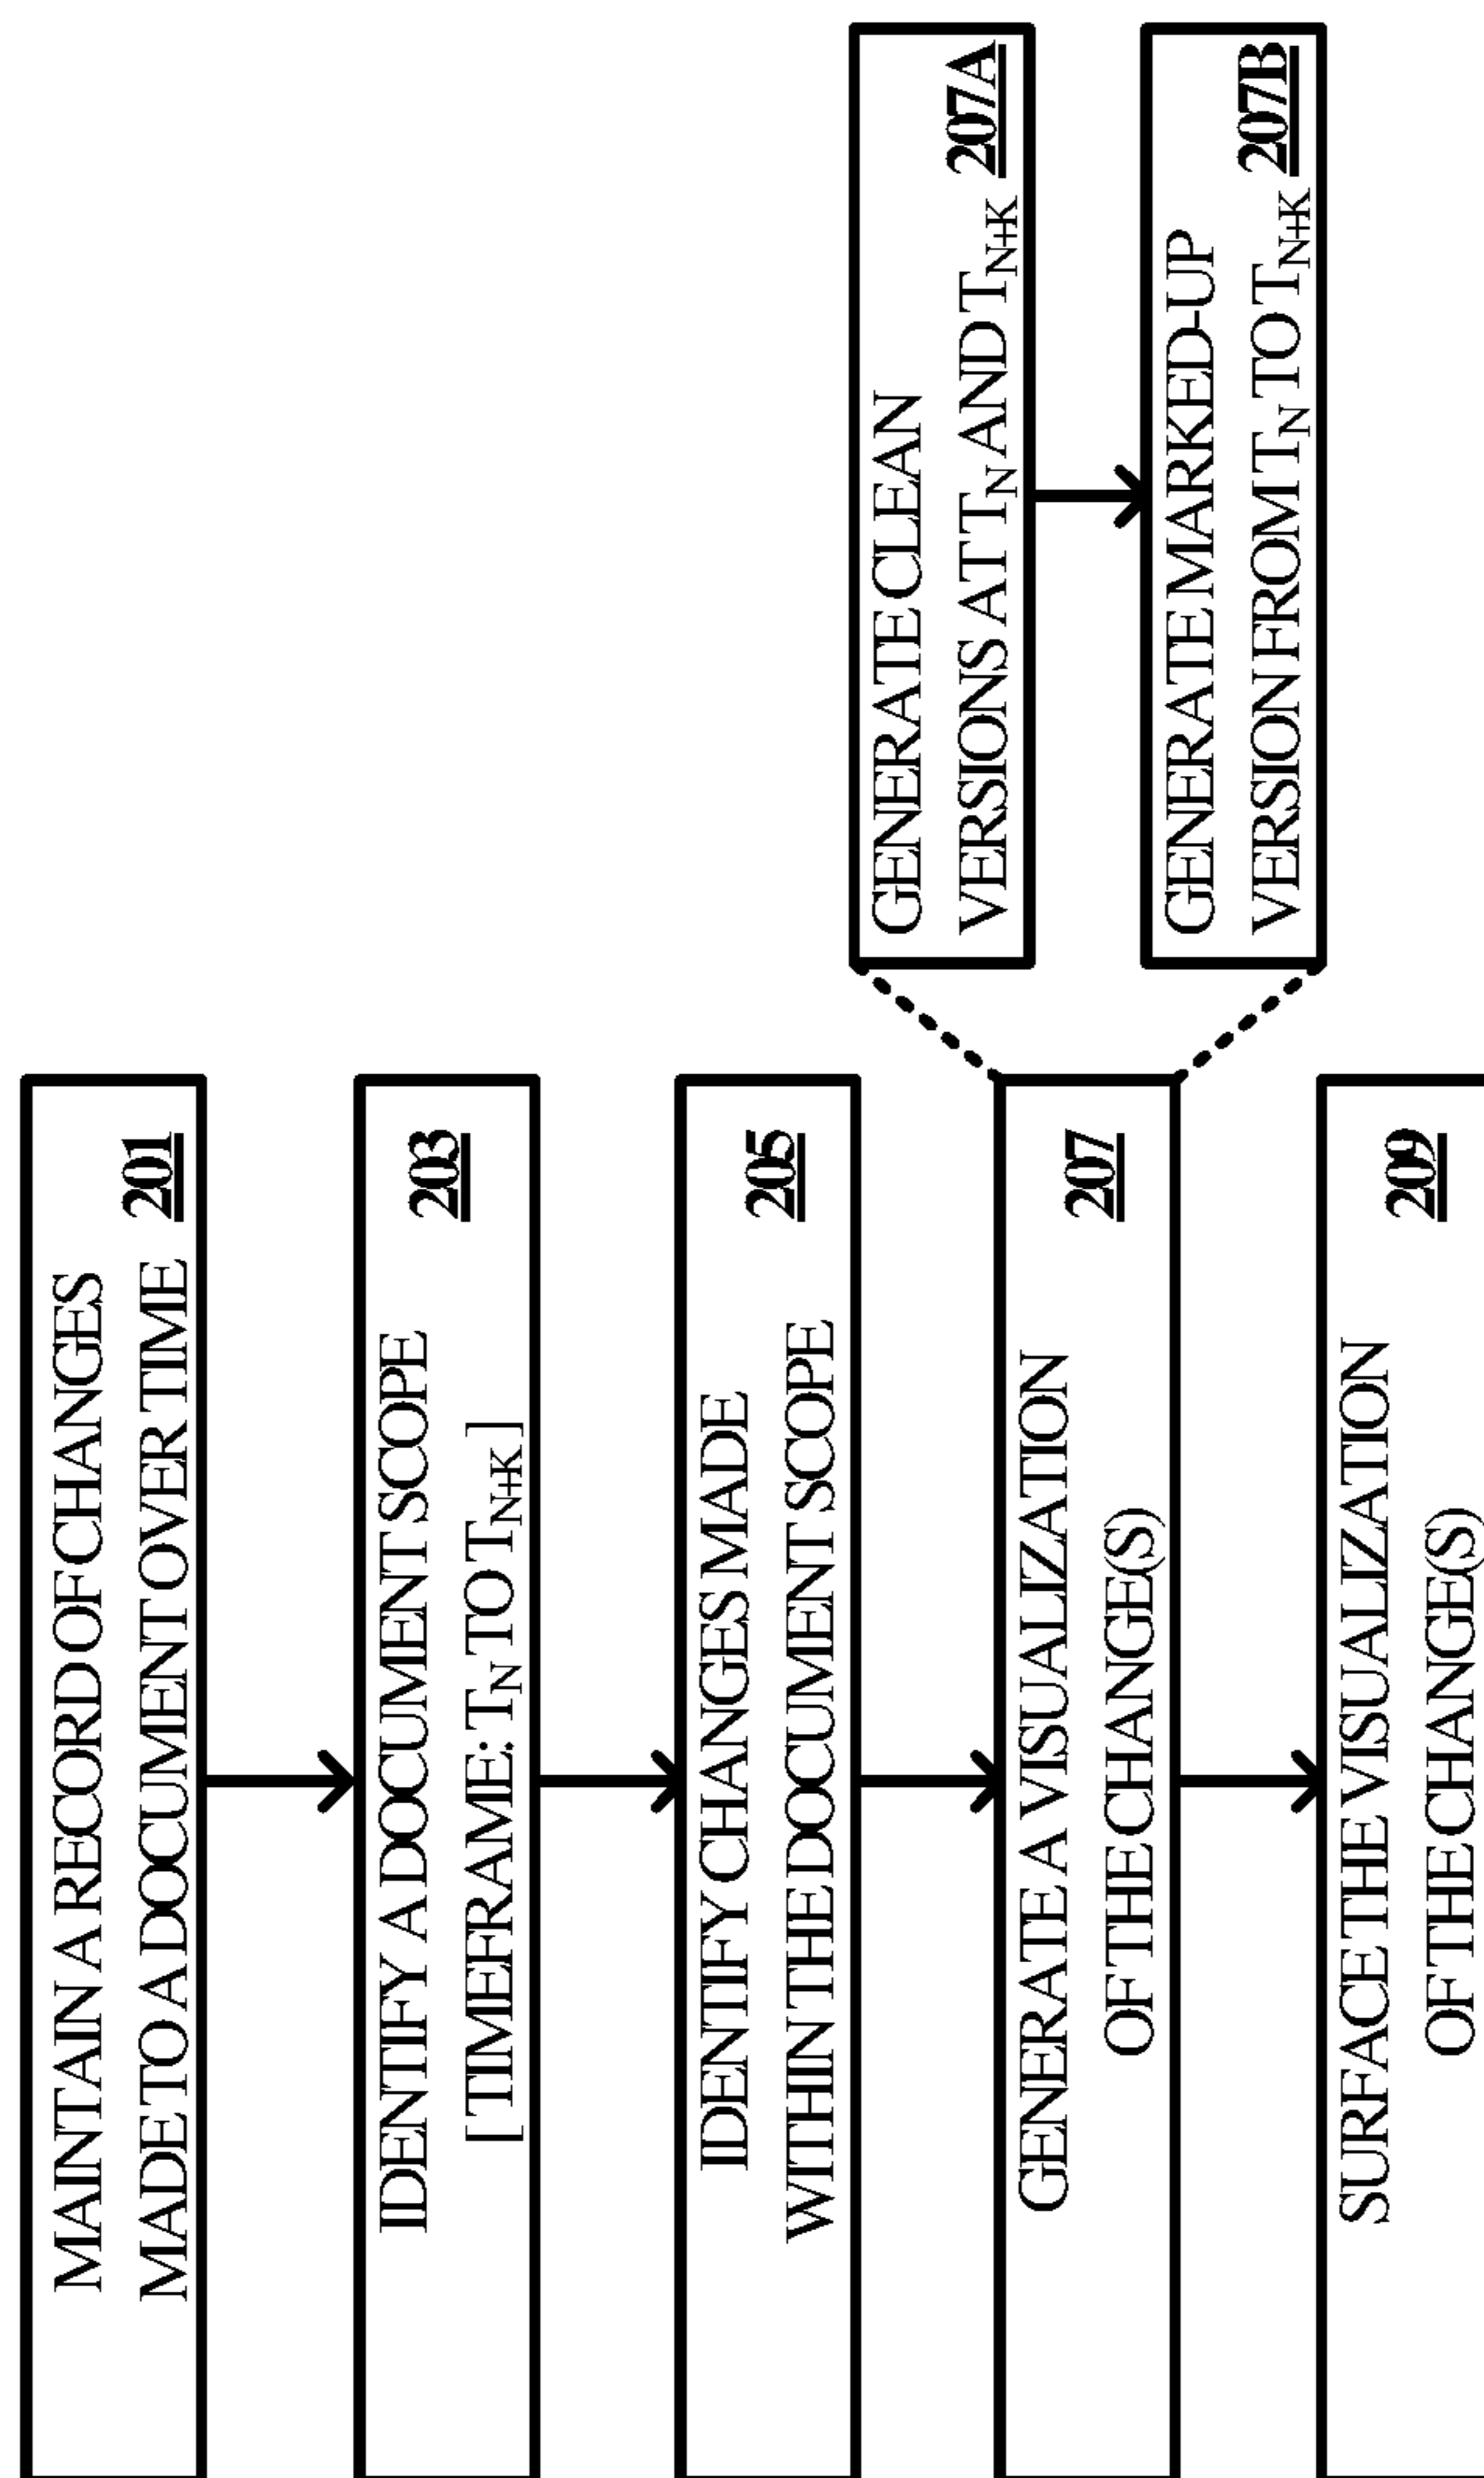 MAINTAIN A RECORD OF CHANGES
MADE TO A DOCUMENT OVER TIME 201
IDENTIFY A DOCUMENT SCOPE
[TIMEFRAME: TN TO TN+K] 203
IDENTIFY CHANGES MADE
WITHIN THE DOCUMENT SCOPE 205
GENERATE A VISUALIZATION
OF THE CHANGE(S) 207
GENERATE CLEAN
VERSIONS AT TN AND TN+K 207A
GENERATE MARKED-UP
VERSION FROM TN TO TN+K 207B
SURFACE THE VISUALIZATION
OF THE CHANGE(S) 209